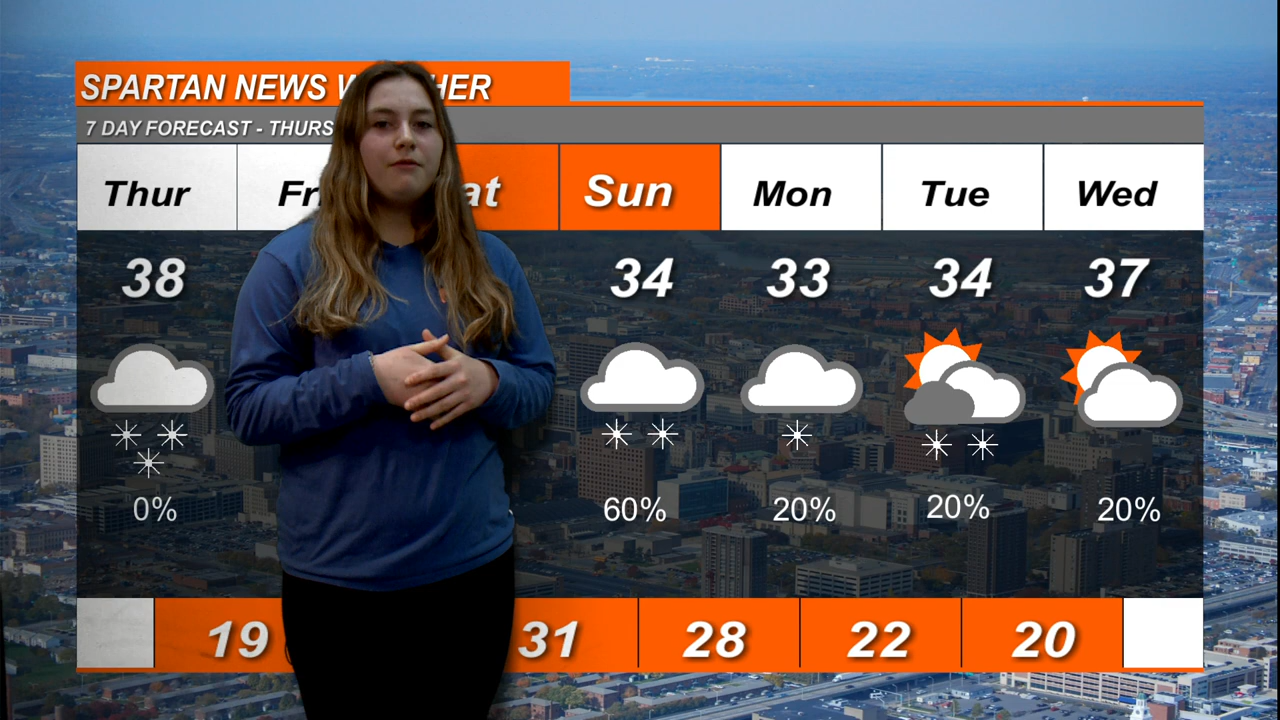 SPARTAN NEWS W HER
7 DAY FORECAST - THURS
Thur Fr at Sun Mon Tue Wed
38 34 33 34 37
0% 60% 20% 20% 20%
19 31 28 22 20